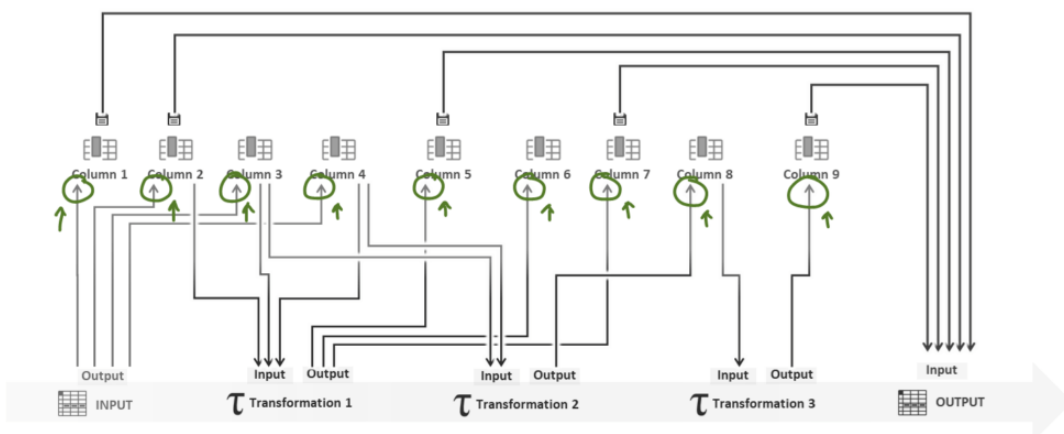 Column 1
Column 2
Column 3
Column 4
Column 5
Column 6
Column 7
Column 8
Column 9
Output
Input
Output
Input
Output
Input
Output
Input
INPUT
τ Transformation 1
τ Transformation 2
τ Transformation 3
OUTPUT